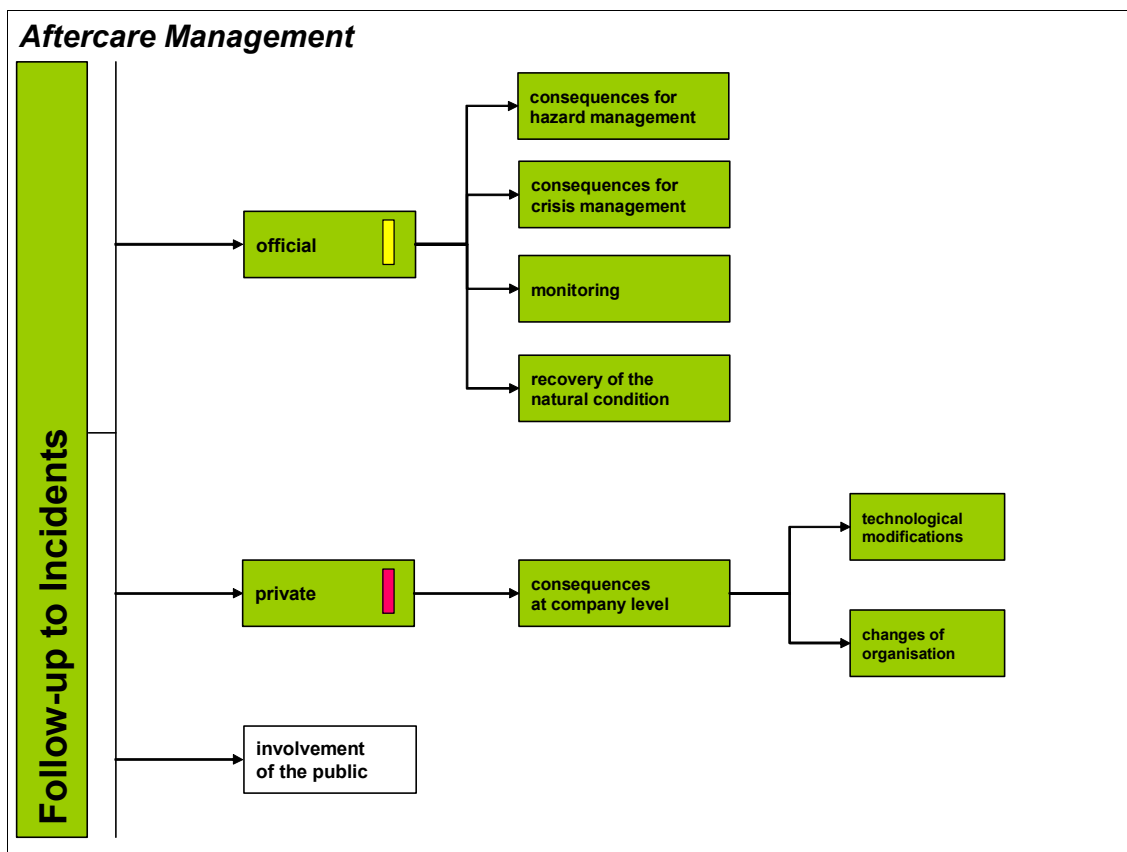 Aftercare Management
Follow-up to Incidents
official
consequences for
hazard management
consequences for
crisis management
monitoring
recovery of the
natural condition
private
consequences
at company level
technological
modifications
changes of
organisation
involvement
of the public